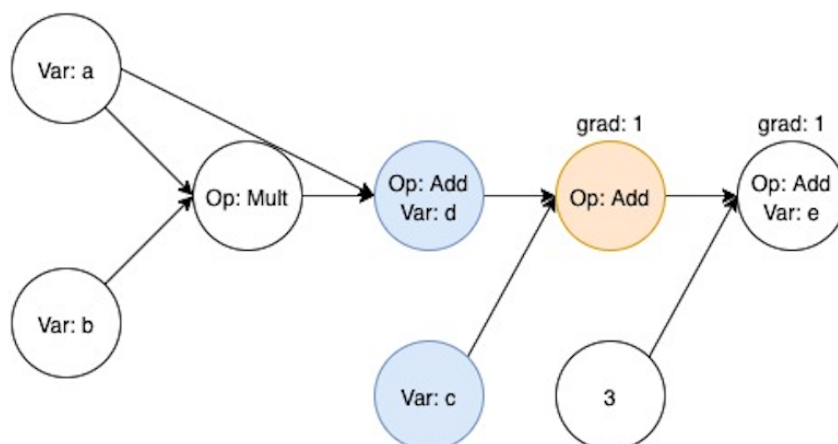 Var: a
grad: 1
grad: 1
Op: Mult
Op: Add
Var: d
Op: Add
Op: Add
Var: e
Var: b
Var: c
3